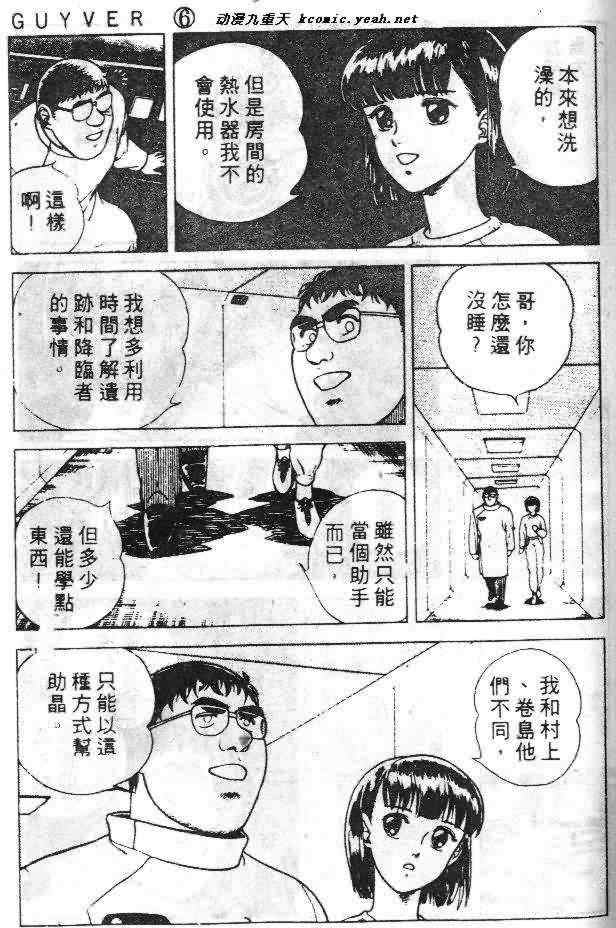 GUYVER ⑥
动漫九重天 kcomic.yeah.net
本來想洗
澡的，
但是房間的
熱水器我不
會使用。
這樣
啊！
哥，你
怎麼還
沒睡？
我想多利用
時間了解遺
跡和降臨者
的事情。
雖然只能
當個助手
而已，
但多少
還能學點
東西！
我和村上
、卷島他
們不同，
只能以這
種方式幫
助晶。